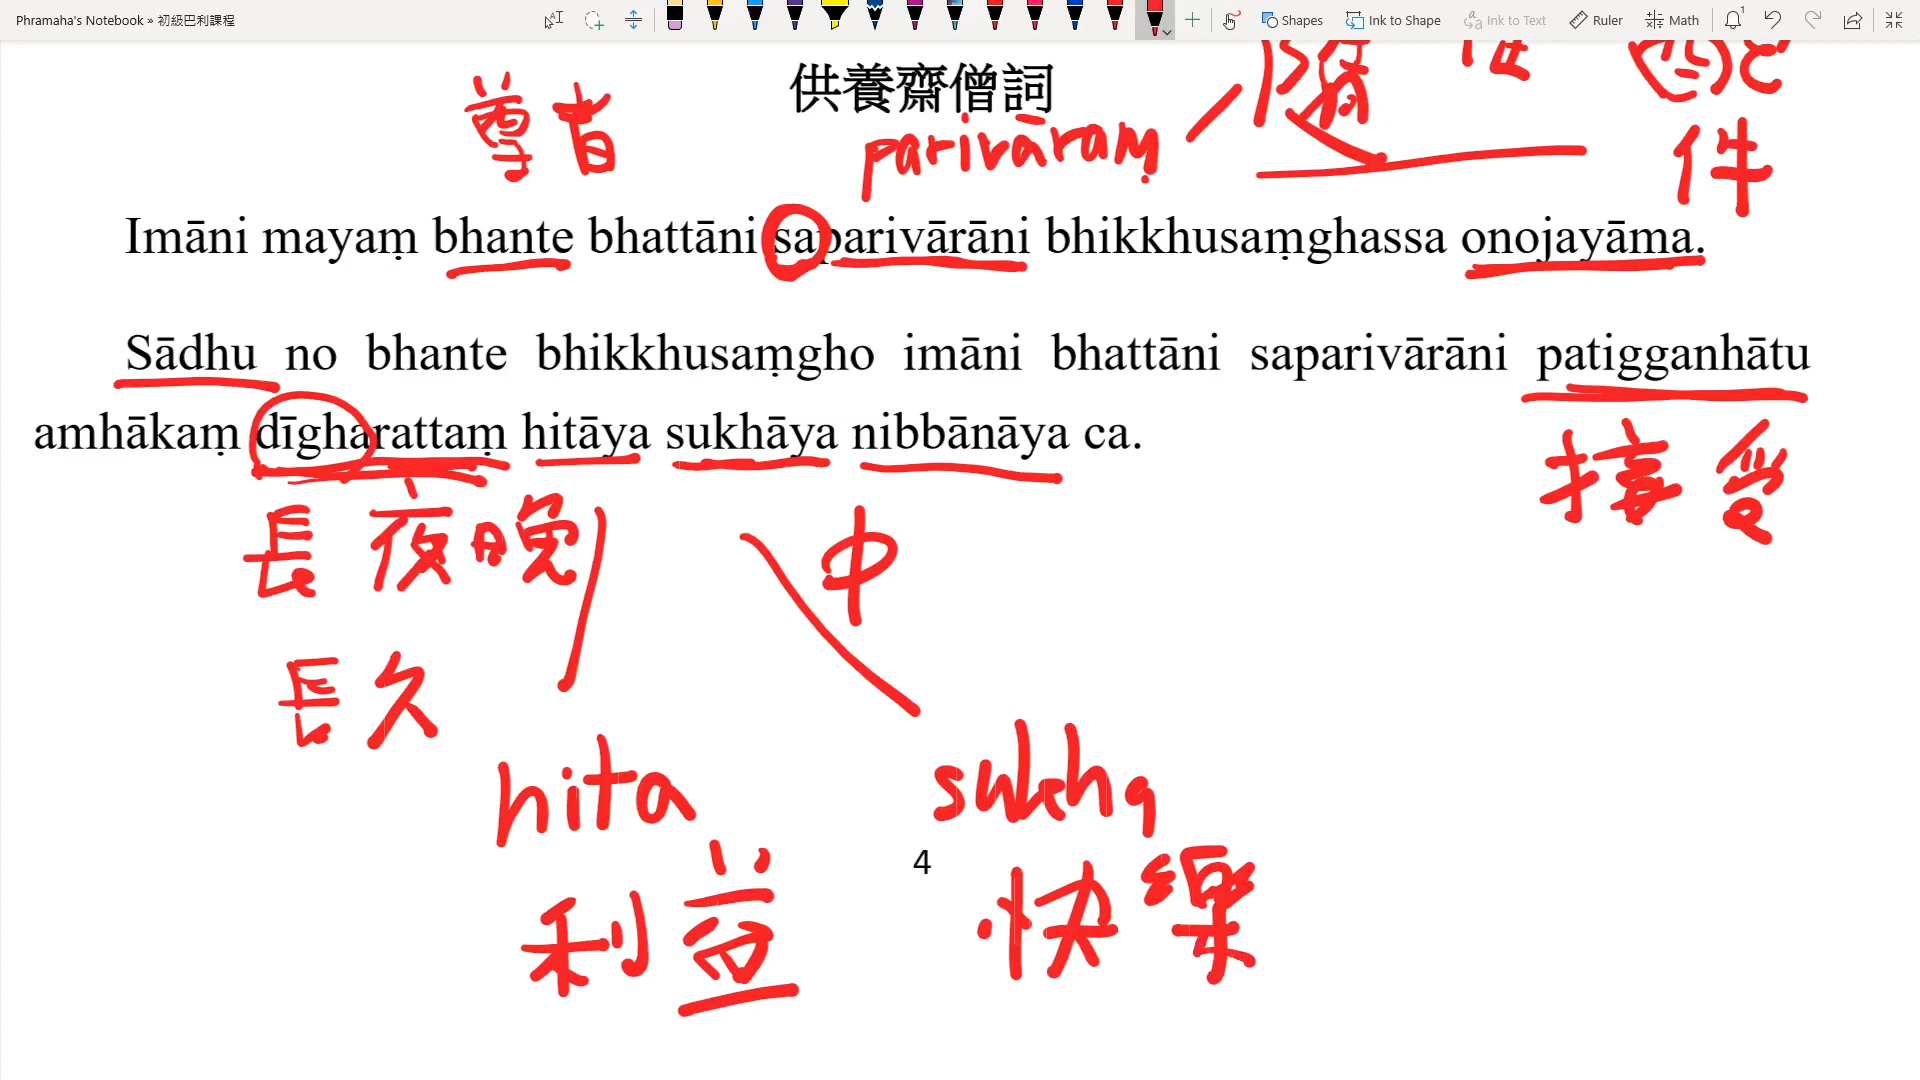 Phramaha's Notebook » 初級巴利課程
Shapes Ink to Shape Ink to Text Ruler Math 1
供養齋僧詞
尊者
parivāraṃ
件
Imāni mayaṃ bhante bhattāni saparivārāni bhikkhusaṃghassa onojayāma.
Sādhu no bhante bhikkhusaṃgho imāni bhattāni saparivārāni patigganhātu
amhākaṃ dīgharattaṃ hitāya sukhāya nibbānāya ca.
接受
長夜晚
中
長久
hita
sukha
4
利益
快樂